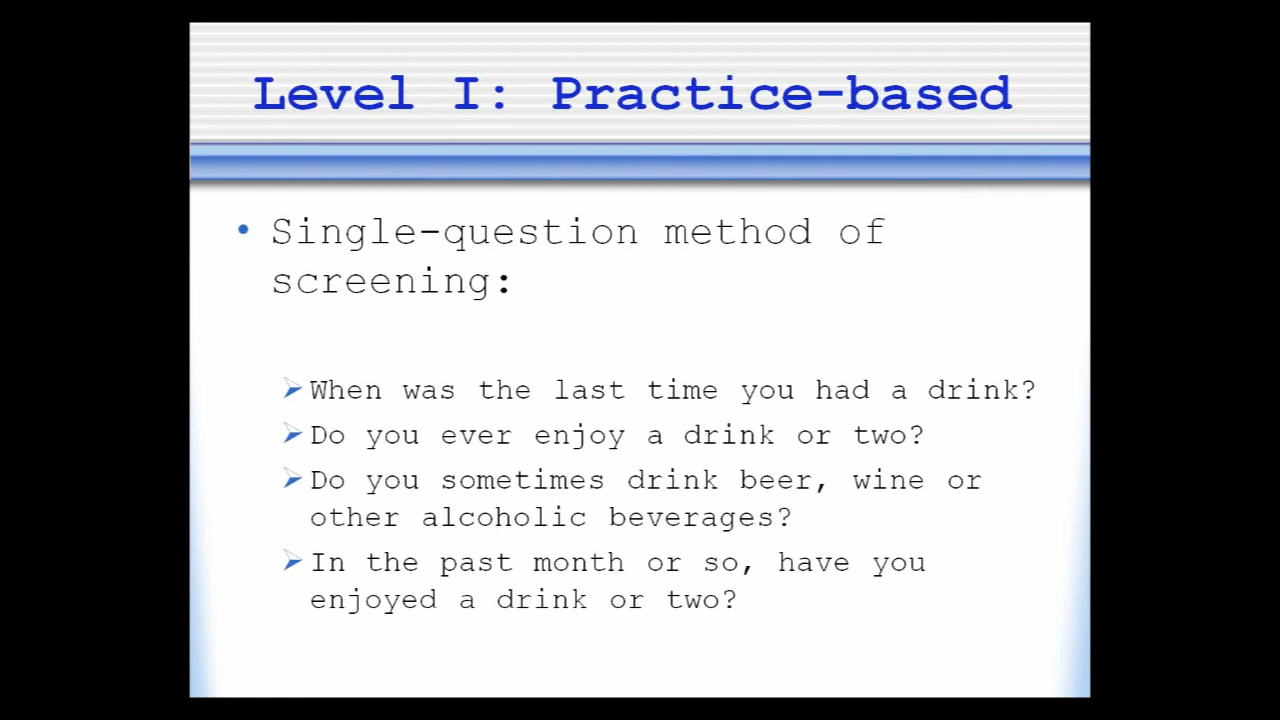 Level I: Practice-based
• Single-question method of
screening:
➢ When was the last time you had a drink?
➢ Do you ever enjoy a drink or two?
➢ Do you sometimes drink beer, wine or
other alcoholic beverages?
➢ In the past month or so, have you
enjoyed a drink or two?